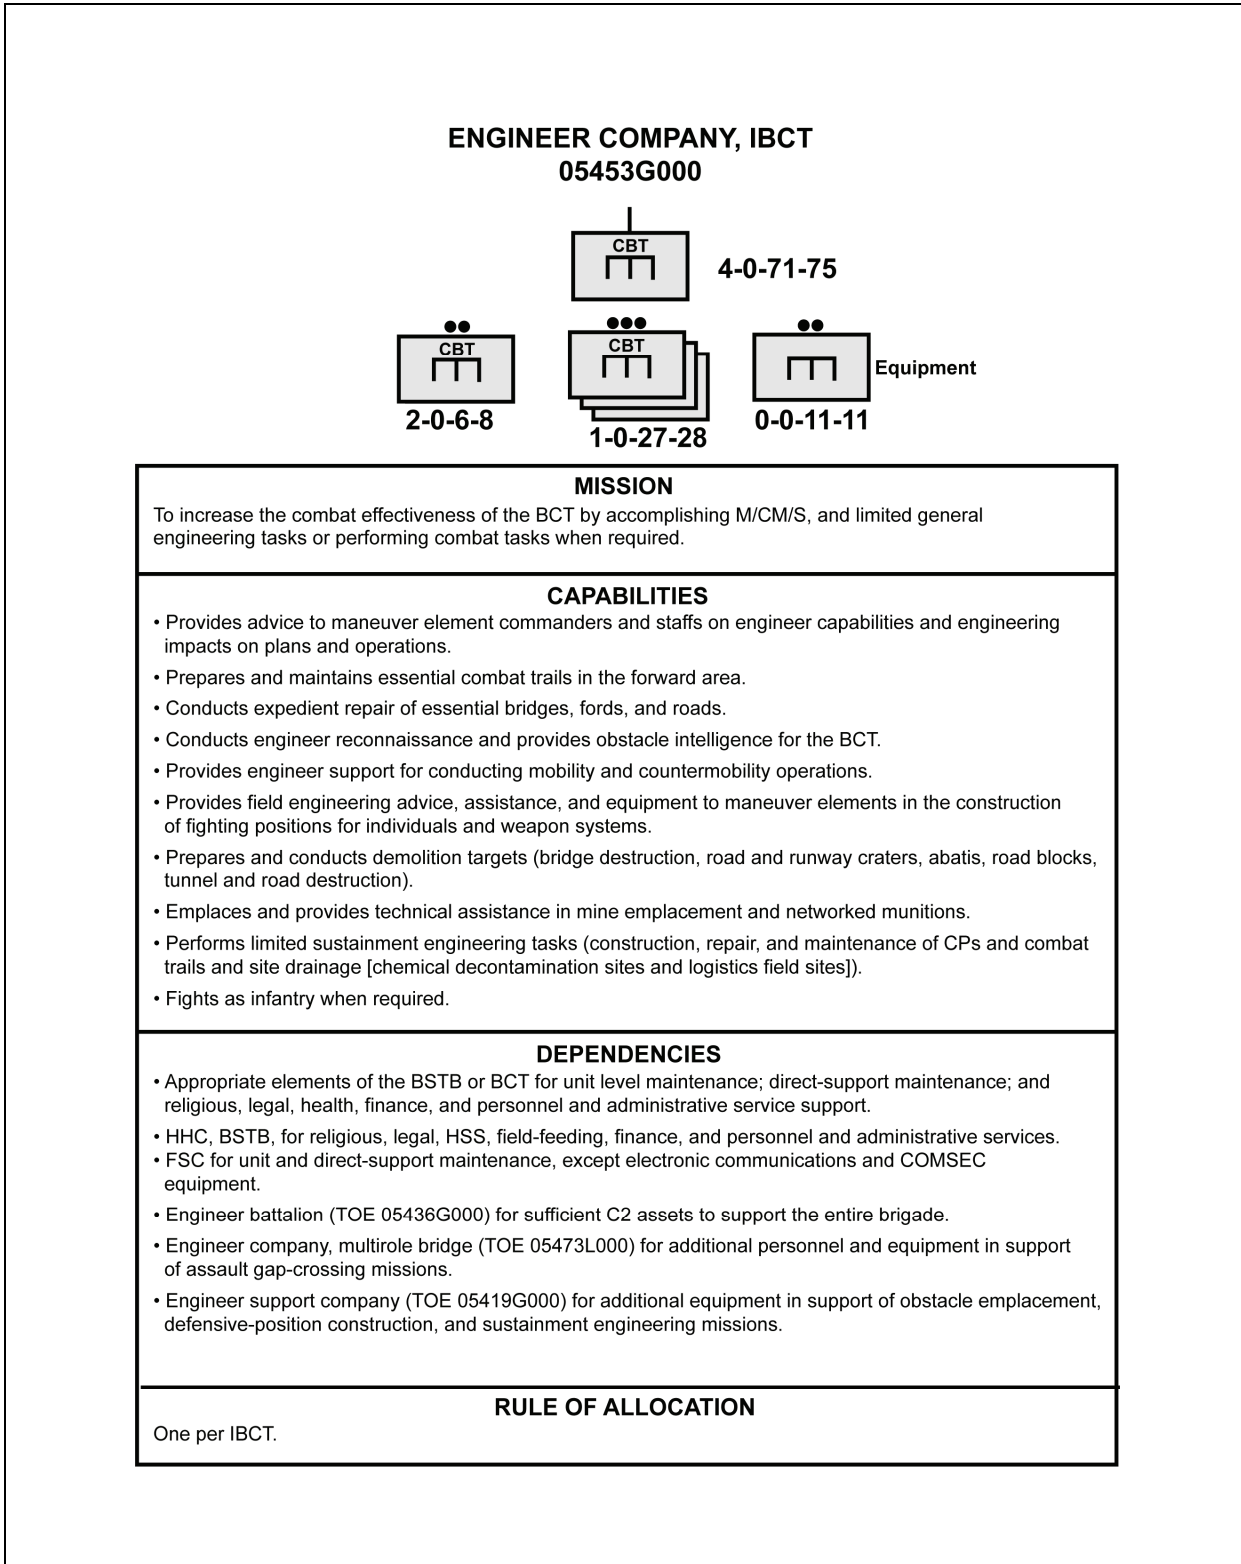 ENGINEER COMPANY, IBCT
05453G000
CBT
4-0-71-75
CBT
2-0-6-8
CBT
1-0-27-28
Equipment
0-0-11-11
MISSION
To increase the combat effectiveness of the BCT by accomplishing M/CM/S, and limited general
engineering tasks or performing combat tasks when required.
CAPABILITIES
• Provides advice to maneuver element commanders and staffs on engineer capabilities and engineering
impacts on plans and operations.
• Prepares and maintains essential combat trails in the forward area.
• Conducts expedient repair of essential bridges, fords, and roads.
• Conducts engineer reconnaissance and provides obstacle intelligence for the BCT.
• Provides engineer support for conducting mobility and countermobility operations.
• Provides field engineering advice, assistance, and equipment to maneuver elements in the construction
of fighting positions for individuals and weapon systems.
• Prepares and conducts demolition targets (bridge destruction, road and runway craters, abatis, road blocks,
tunnel and road destruction).
• Emplaces and provides technical assistance in mine emplacement and networked munitions.
• Performs limited sustainment engineering tasks (construction, repair, and maintenance of CPs and combat
trails and site drainage [chemical decontamination sites and logistics field sites]).
• Fights as infantry when required.
DEPENDENCIES
• Appropriate elements of the BSTB or BCT for unit level maintenance; direct-support maintenance; and
religious, legal, health, finance, and personnel and administrative service support.
• HHC, BSTB, for religious, legal, HSS, field-feeding, finance, and personnel and administrative services.
• FSC for unit and direct-support maintenance, except electronic communications and COMSEC
equipment.
• Engineer battalion (TOE 05436G000) for sufficient C2 assets to support the entire brigade.
• Engineer company, multirole bridge (TOE 05473L000) for additional personnel and equipment in support
of assault gap-crossing missions.
• Engineer support company (TOE 05419G000) for additional equipment in support of obstacle emplacement,
defensive-position construction, and sustainment engineering missions.
RULE OF ALLOCATION
One per IBCT.